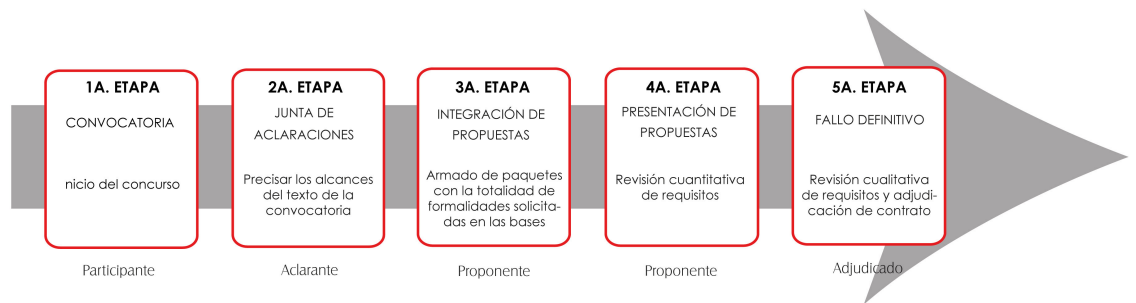 1A. ETAPA
CONVOCATORIA
nicio del concurso
Participante
2A. ETAPA
JUNTA DE
ACLARACIONES
Precisar los alcances
del texto de la
convocatoria
Aclarante
3A. ETAPA
INTEGRACIÓN DE
PROPUESTAS
Armado de paquetes
con la totalidad de
formalidades solicita-
das en las bases
Proponente
4A. ETAPA
PRESENTACIÓN DE
PROPUESTAS
Revisión cuantitativa
de requisitos
Proponente
5A. ETAPA
FALLO DEFINITIVO
Revisión cualitativa
de requisitos y adjudi-
cación de contrato
Adjudicado